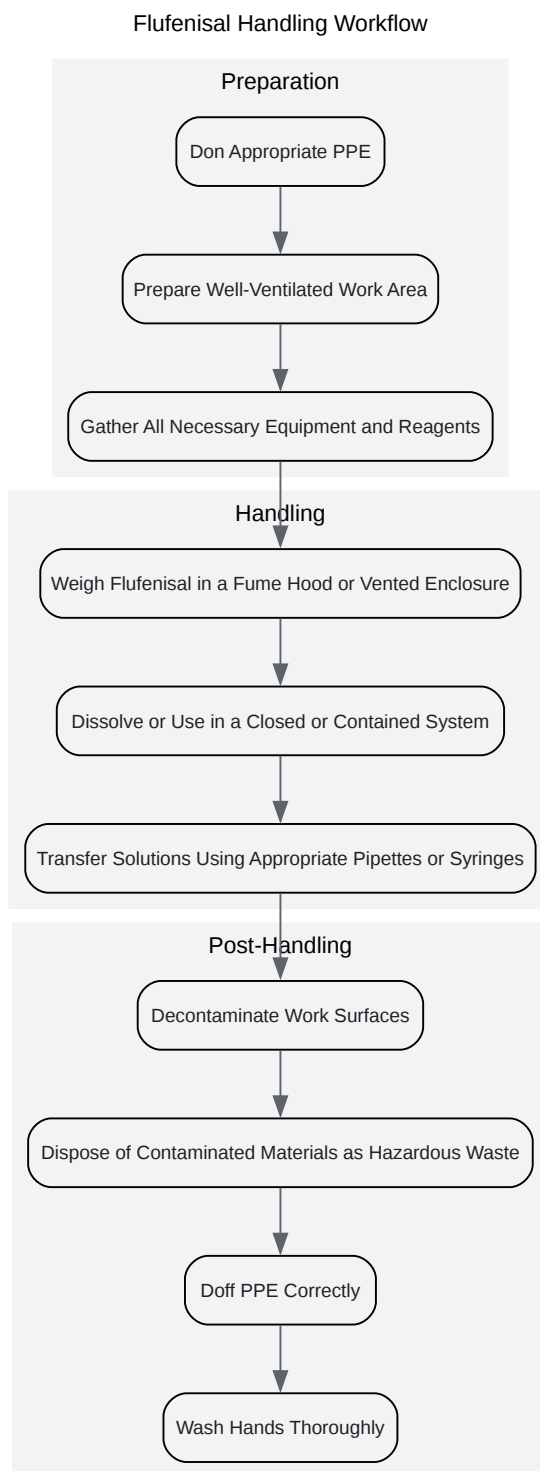 Flufenisal Handling Workflow
Preparation
Don Appropriate PPE
Prepare Well-Ventilated Work Area
Gather All Necessary Equipment and Reagents
Handling
Weigh Flufenisal in a Fume Hood or Vented Enclosure
Dissolve or Use in a Closed or Contained System
Transfer Solutions Using Appropriate Pipettes or Syringes
Post-Handling
Decontaminate Work Surfaces
Dispose of Contaminated Materials as Hazardous Waste
Doff PPE Correctly
Wash Hands Thoroughly